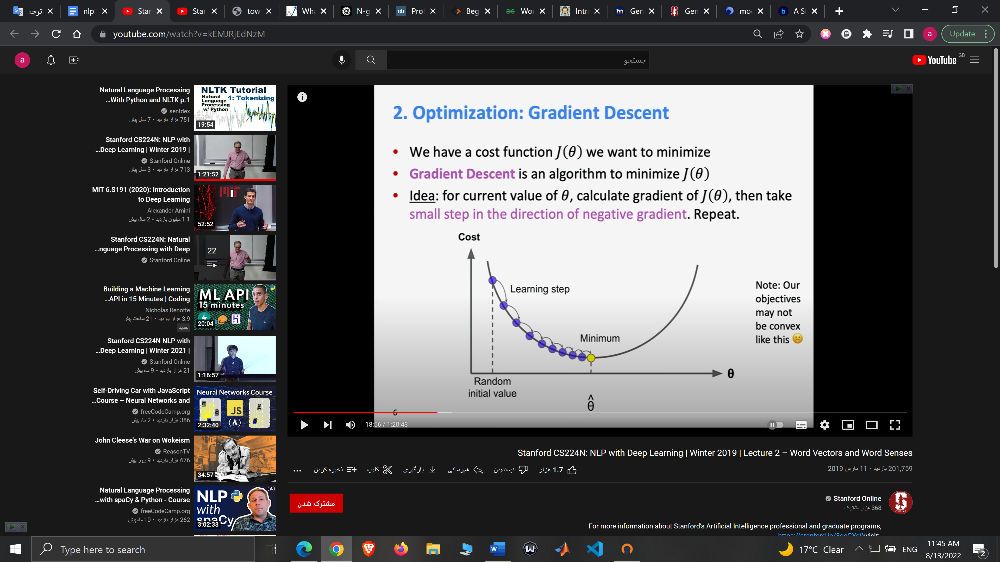 ترجمه
nlp
Star
Star
tow
Wha
N-g
Pro
Beg
Wor
Intro
Gen
Gen
mod
A St
youtube.com/watch?v=kEMJRjEdNzM
a
Update
a
جستجو
YouTube GB
2. Optimization: Gradient Descent
• We have a cost function J(θ) we want to minimize
• Gradient Descent is an algorithm to minimize J(θ)
• Idea: for current value of θ, calculate gradient of J(θ), then take
small step in the direction of negative gradient. Repeat.
Cost
Learning step
Minimum
Random
initial value
θ
θ̂
Note: Our
objectives
may not
be convex
like this ☹️
6
18:56 / 1:20:43
Stanford CS224N: NLP with Deep Learning | Winter 2019 | Lecture 2 – Word Vectors and Word Senses
201,759 بازدید • 11 مارس 2019
1.7 هزار
نپسندیدن
هم‌رسانی
بارگیری
کلیپ
ذخیره کردن
Stanford Online
368 هزار مشترک
ONLINE
مشترک شدن
For more information about Stanford's Artificial Intelligence professional and graduate programs,
https://stanford.io/3geGYcWvisit:
NLTK Tutorial
Natural
Language
Processing
w/ Python
1: Tokenizing
19:54
Natural Language Processing
...With Python and NLTK p.1
sentdex
751 هزار بازدید • 7 سال پیش
1:21:52
Stanford CS224N: NLP with
...Deep Learning | Winter 2019 |
Stanford Online
713 هزار بازدید • 3 سال پیش
MIT
52:52
MIT 6.S191 (2020): Introduction
to Deep Learning
Alexander Amini
1.1 میلیون بازدید • 2 سال پیش
22
Stanford CS224N: Natural
...nguage Processing with Deep
Stanford Online
ML API
15 minutes
20:04
Building a Machine Learning
...API in 15 Minutes | Coding
Nicholas Renotte
3.9 هزار بازدید • 21 ساعت پیش
جدید
1:16:57
Stanford CS224N NLP with
...Deep Learning | Winter 2021 |
Stanford Online
21 هزار بازدید • 9 ماه پیش
Neural Networks Course
JS
2:32:40
Self-Driving Car with JavaScript
...Course – Neural Networks and
freeCodeCamp.org
386 هزار بازدید • 2 ماه پیش
34:57
John Cleese's War on Wokeism
ReasonTV
676 هزار بازدید • 9 روز پیش
NLP
with
spaCy
3:02:33
Natural Language Processing
...with spaCy & Python - Course
freeCodeCamp.org
262 هزار بازدید • 10 ماه پیش
Type here to search
17°C Clear
ENG
11:45 AM
8/13/2022
2